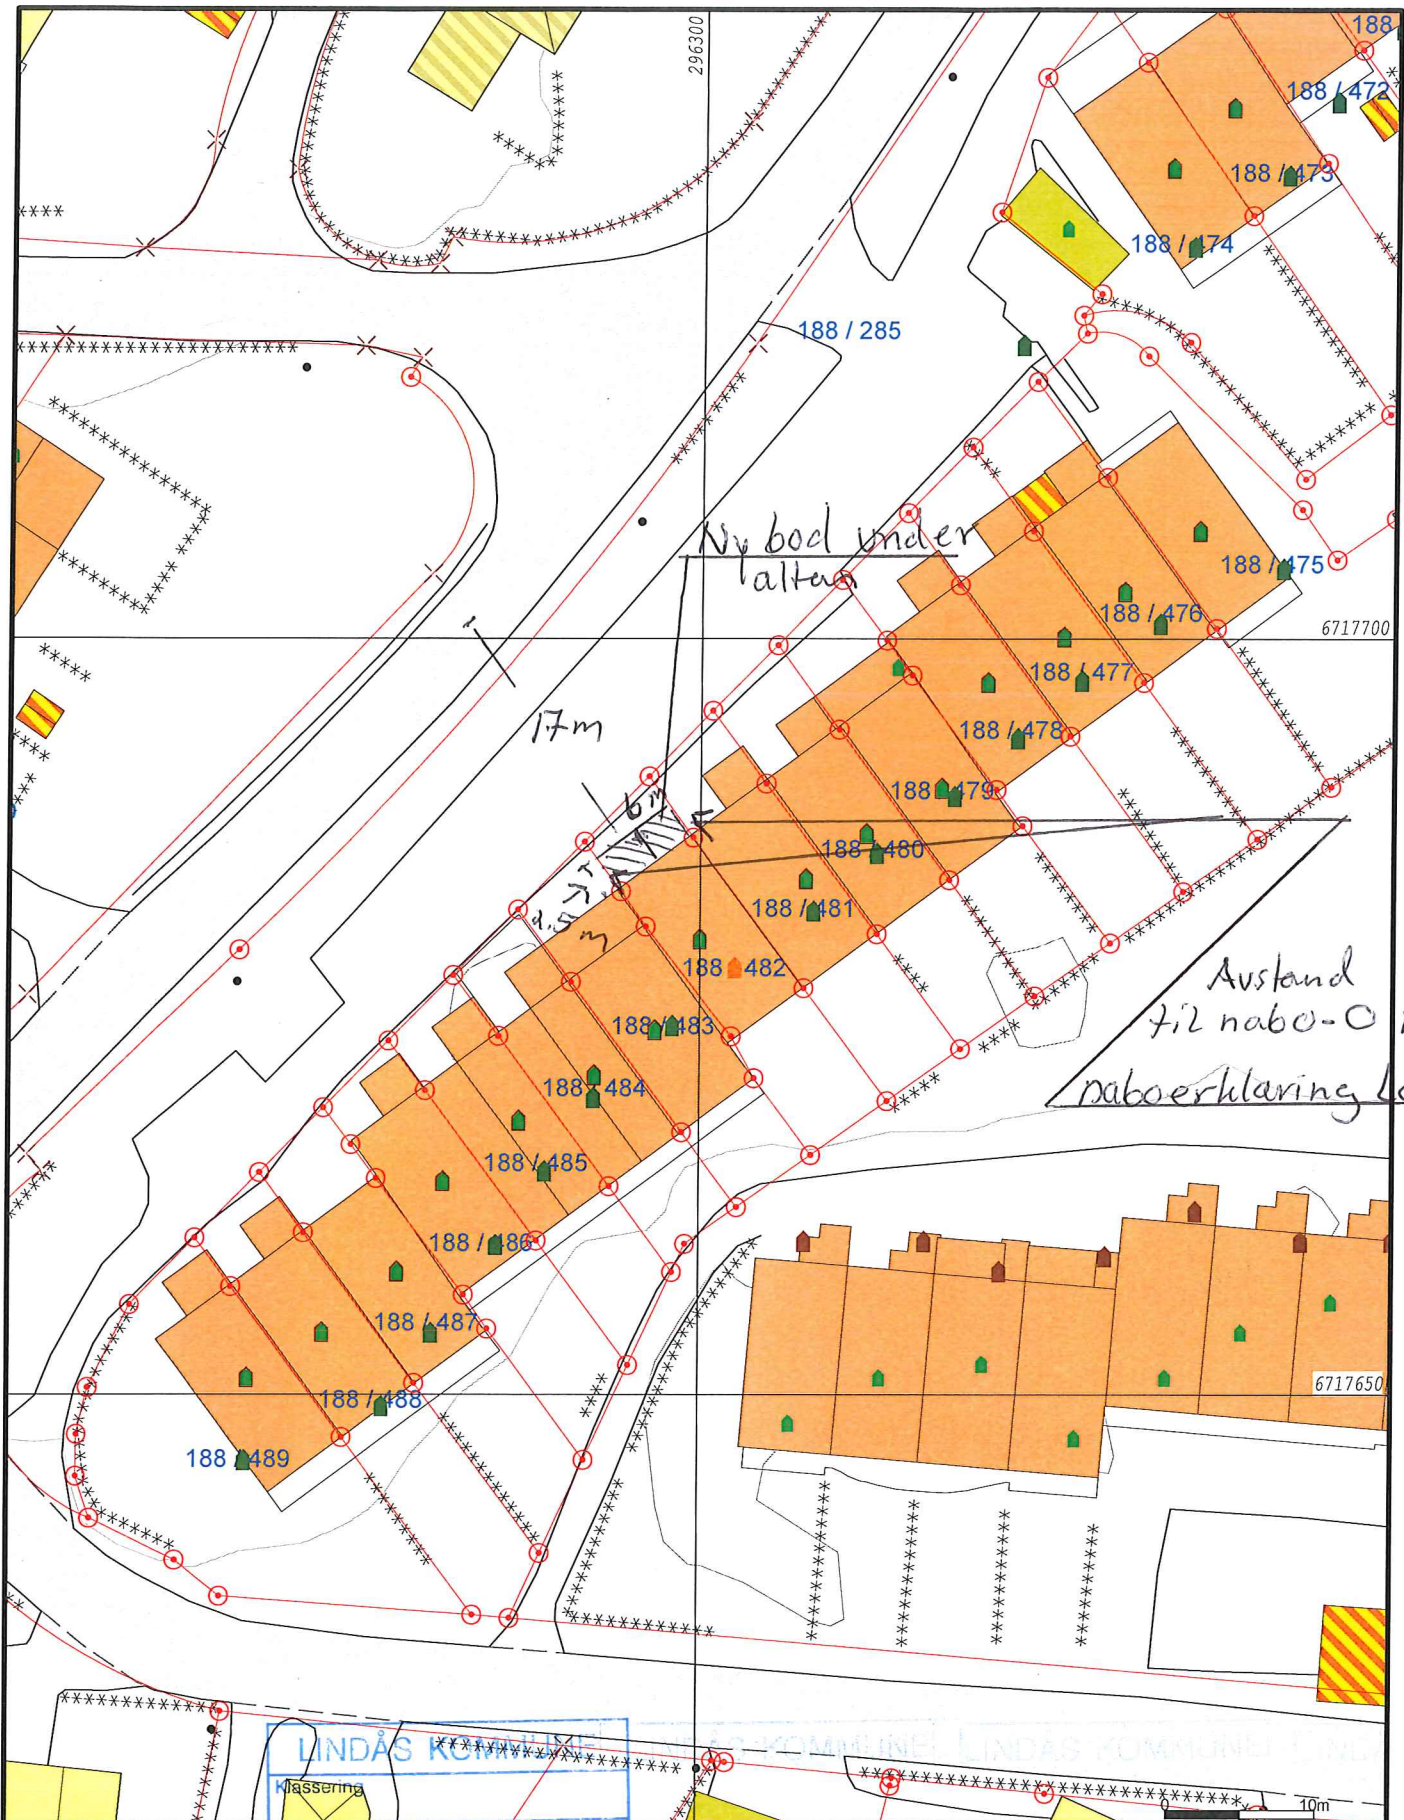 296300
188
188 / 472
188 / 473
188 / 474
188 / 285
Ny bod under
altan
188 / 475
188 / 476
6717700
188 / 477
17m
188 / 478
6m
188 / 479
188 / 480
2.5
m
188 / 481
188 / 482
Avstand
til nabo-0
188 / 483
naboerklæring
188 / 484
188 / 485
188 / 486
188 / 487
6717650
188 / 488
188 / 489
LINDÅS KOMMUNE
LINDÅS KOMMUNE
LINDÅS KOMMUNE
Klassering
0
10m